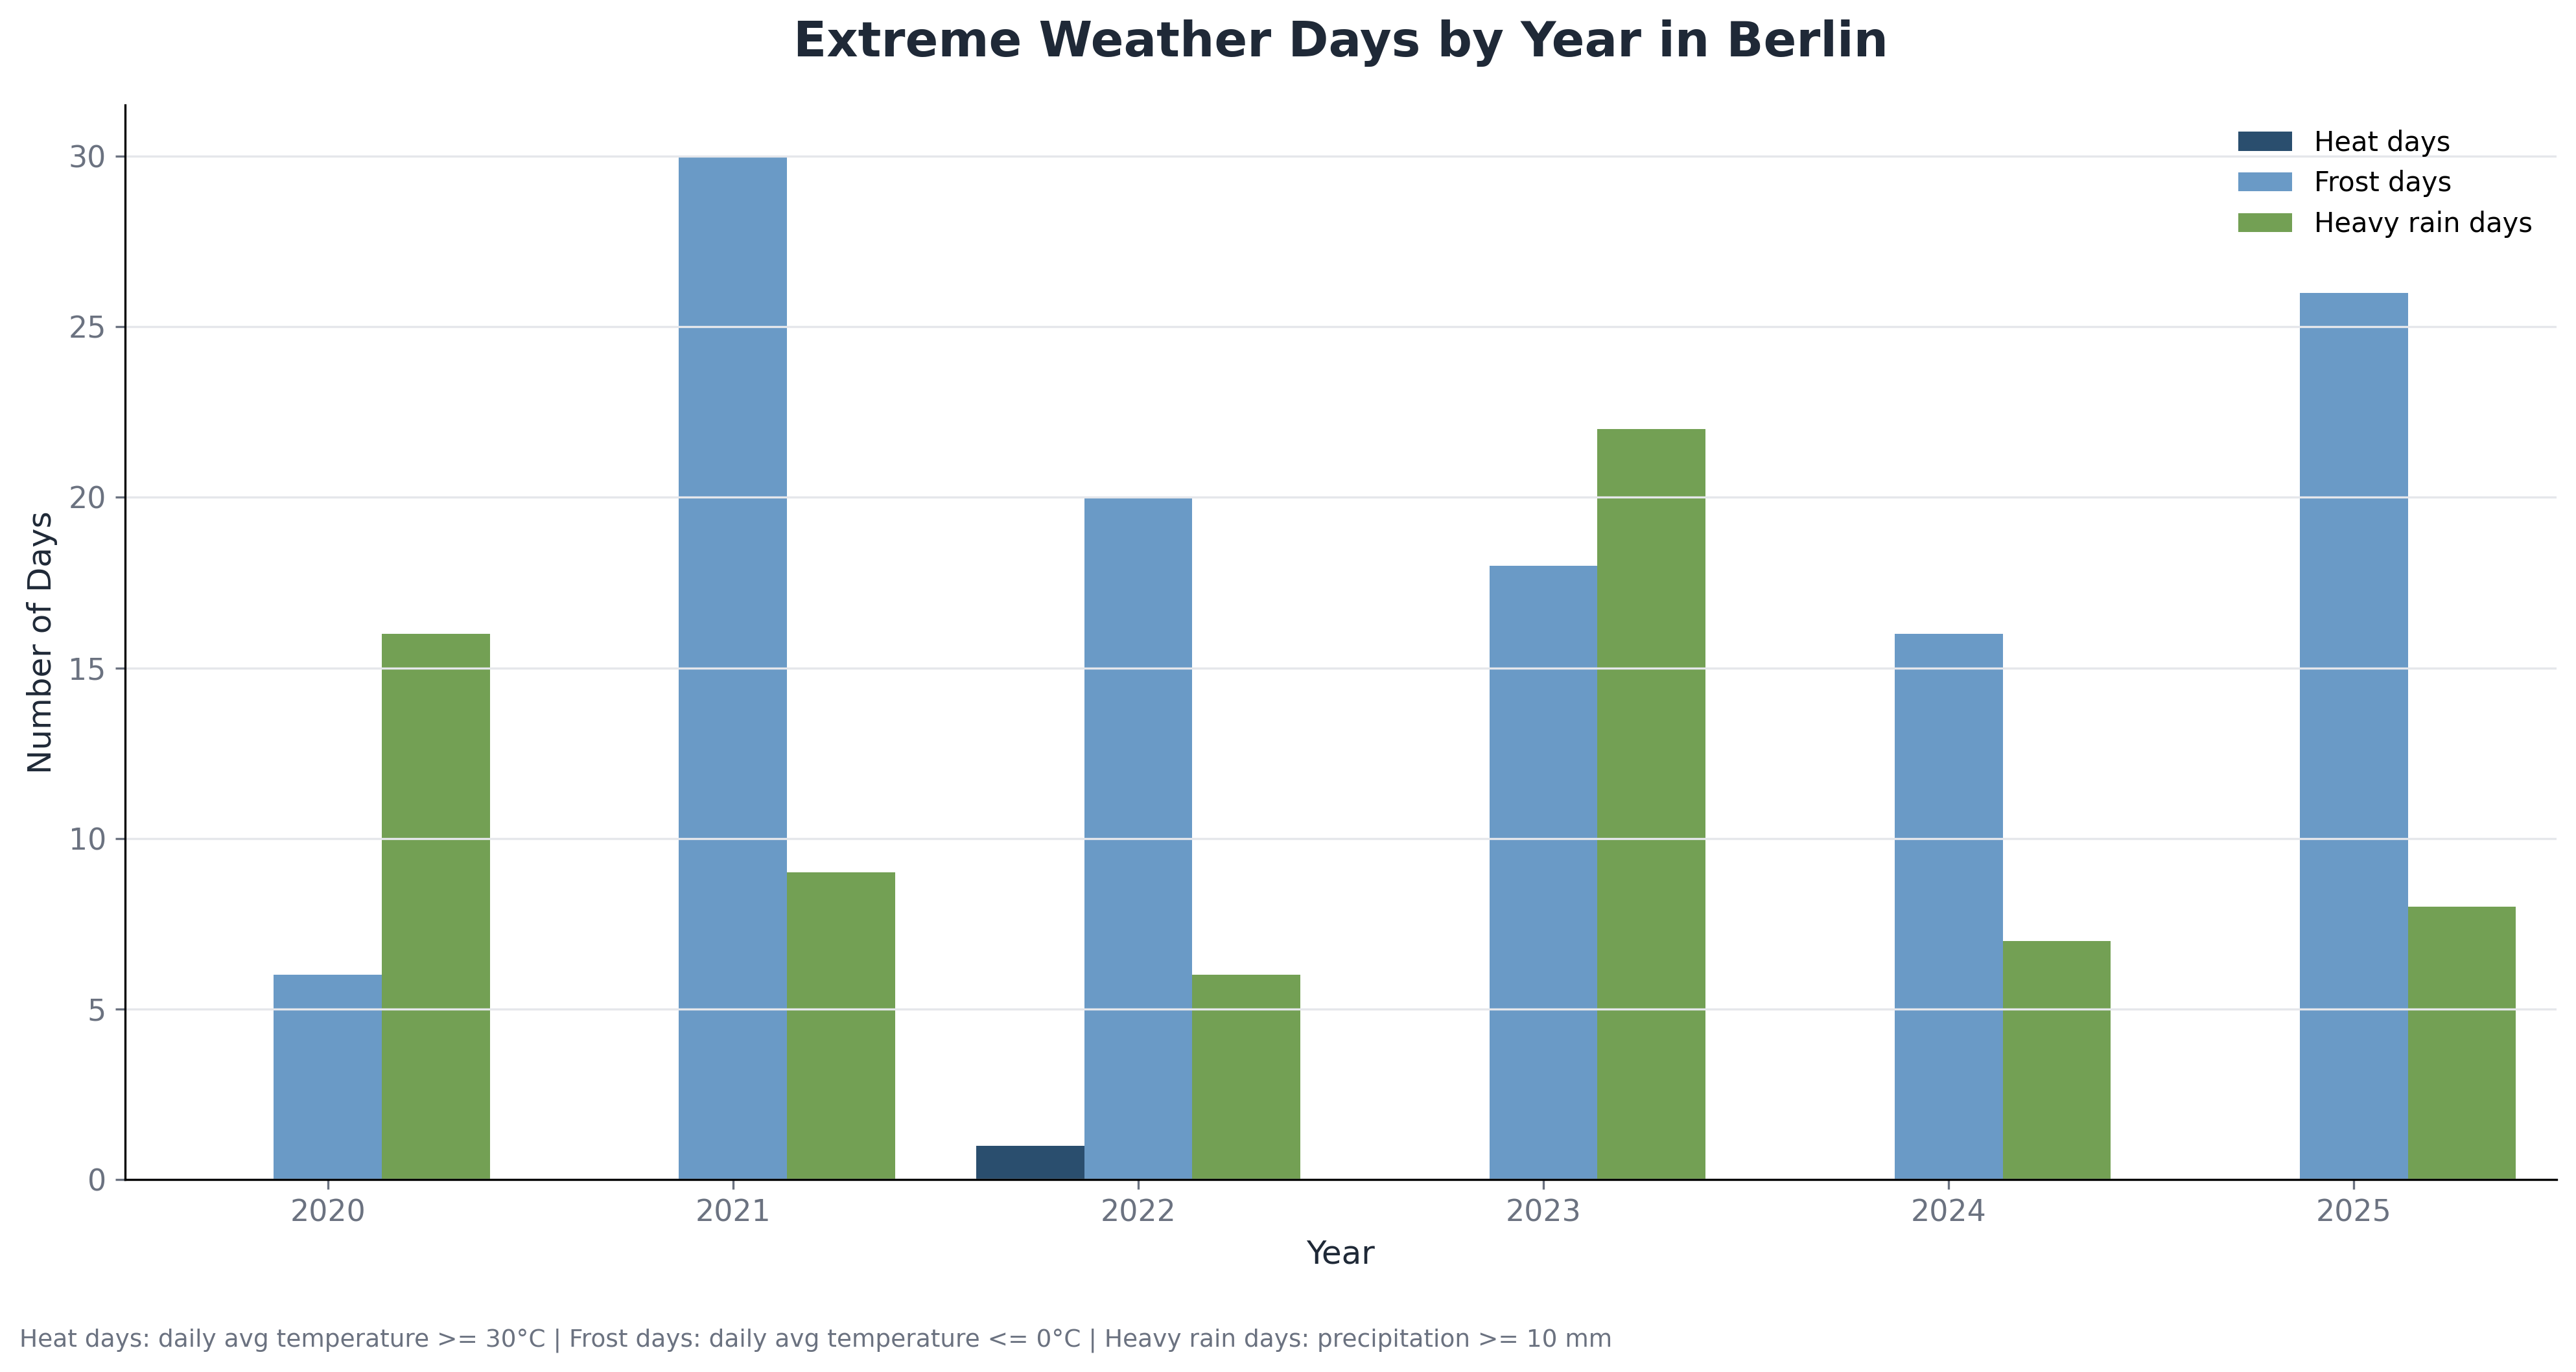 Extreme Weather Days by Year in Berlin
Heat days
Frost days
Heavy rain days
Number of Days
30
25
20
15
10
5
0
2020 2021 2022 2023 2024 2025
Year
Heat days: daily avg temperature >= 30°C | Frost days: daily avg temperature <= 0°C | Heavy rain days: precipitation >= 10 mm